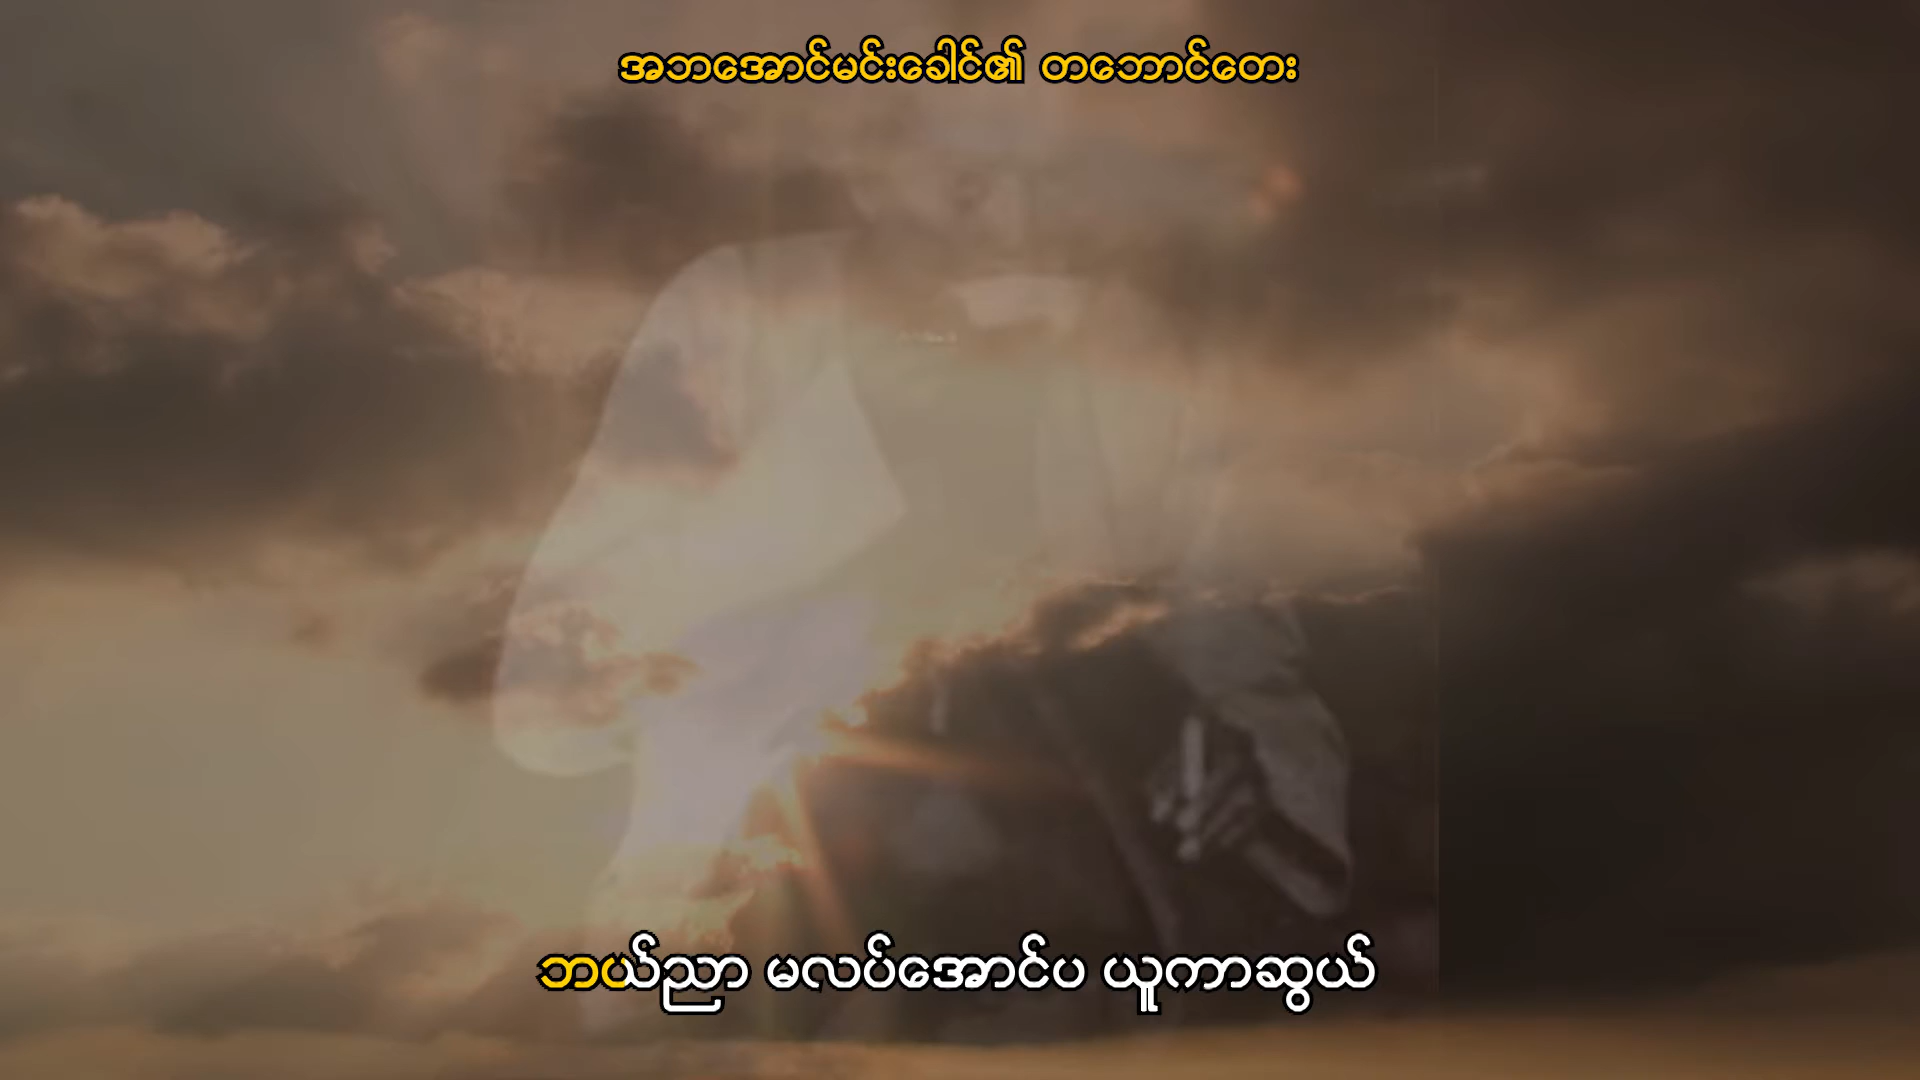 အဘအောင်မင်းခေါင်၏ တဘောင်တေး
ဘယ်ညာ မလပ်အောင်ပ ယူကာဆွယ်